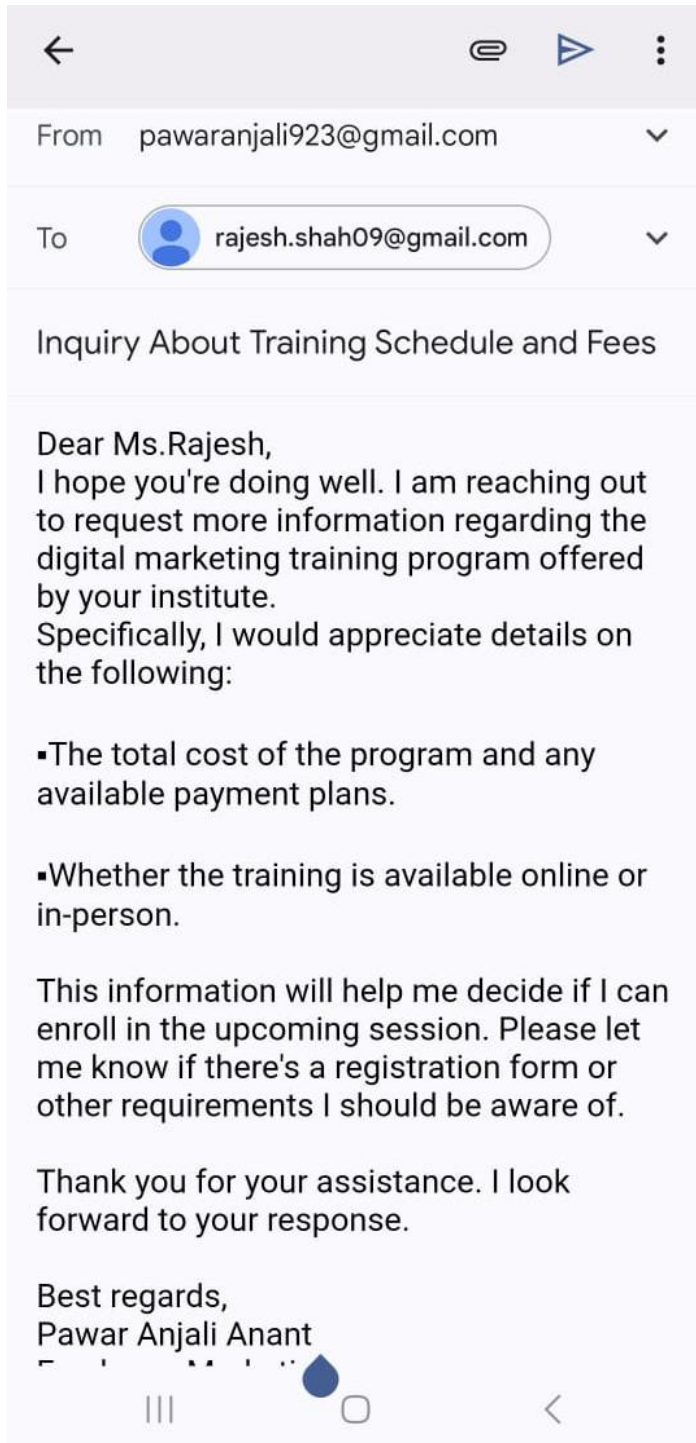 From pawaranjali923@gmail.com
To rajesh.shah09@gmail.com
Inquiry About Training Schedule and Fees
Dear Ms.Rajesh,
I hope you're doing well. I am reaching out
to request more information regarding the
digital marketing training program offered
by your institute.
Specifically, I would appreciate details on
the following:
▪The total cost of the program and any
available payment plans.
▪Whether the training is available online or
in-person.
This information will help me decide if I can
enroll in the upcoming session. Please let
me know if there's a registration form or
other requirements I should be aware of.
Thank you for your assistance. I look
forward to your response.
Best regards,
Pawar Anjali Anant